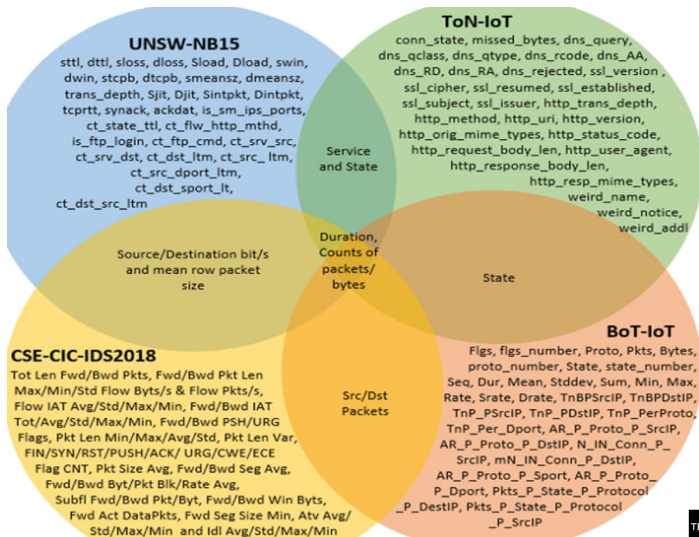 UNSW-NB15
sttl, dttl, sloss, dloss, Sload, Dload, swin,
dwin, stcpb, dtcpb, smeansz, dmeansz,
trans_depth, Sjit, Djit, Sintpkt, Dintpkt,
tcprtt, synack, ackdat, is_sm_ips_ports,
ct_state_ttl, ct_flw_http_mthd,
is_ftp_login, ct_ftp_cmd, ct_srv_src,
ct_srv_dst, ct_dst_ltm, ct_src_ ltm,
ct_src_dport_ltm,
ct_dst_sport_lt,
ct_dst_src_ltm
ToN-IoT
conn_state, missed_bytes, dns_query,
dns_qclass, dns_qtype, dns_rcode, dns_AA,
dns_RD, dns_RA, dns_rejected, ssl_version ,
ssl_cipher, ssl_resumed, ssl_established,
ssl_subject, ssl_issuer, http_trans_depth,
http_method, http_uri, http_version,
http_orig_mime_types, http_status_code,
http_request_body_len, http_user_agent,
http_response_body_len,
http_resp_mime_types,
weird_name,
weird_notice,
weird_addl
Service
and State
Source/Destination bit/s
and mean row packet
size
Duration,
Counts of
packets/
bytes
State
CSE-CIC-IDS2018
Tot Len Fwd/Bwd Pkts, Fwd/Bwd Pkt Len
Max/Min/Std Flow Byts/s & Flow Pkts/s,
Flow IAT Avg/Std/Max/Min, Fwd/Bwd IAT
Tot/Avg/Std/Max/Min, Fwd/Bwd PSH/URG
Flags, Pkt Len Min/Max/Avg/Std, Pkt Len Var,
FIN/SYN/RST/PUSH/ACK/ URG/CWE/ECE
Flag CNT, Pkt Size Avg, Fwd/Bwd Seg Avg,
Fwd/Bwd Byt/Pkt Blk/Rate Avg,
Subfl Fwd/Bwd Pkt/Byt, Fwd/Bwd Win Byts,
Fwd Act DataPkts, Fwd Seg Size Min, Atv Avg/
Std/Max/Min and Idl Avg/Std/Max/Min
Src/Dst
Packets
BoT-IoT
Flgs, flgs_number, Proto, Pkts, Bytes,
proto_number, State, state_number,
Seq, Dur, Mean, Stddev, Sum, Min, Max,
Rate, Srate, Drate, TnBPSrcIP, TnBPDstIP,
TnP_PSrcIP, TnP_PDstIP, TnP_PerProto,
TnP_Per_Dport, AR_P_Proto_P_SrcIP,
AR_P_Proto_P_DstIP, N_IN_Conn_P_
SrcIP, mN_IN_Conn_P_DstIP,
AR_P_Proto_P_Sport, AR_P_Proto_
P_Dport, Pkts_P_State_P_Protocol
_P_DestIP, Pkts_P_State_P_Protocol
_P_SrcIP